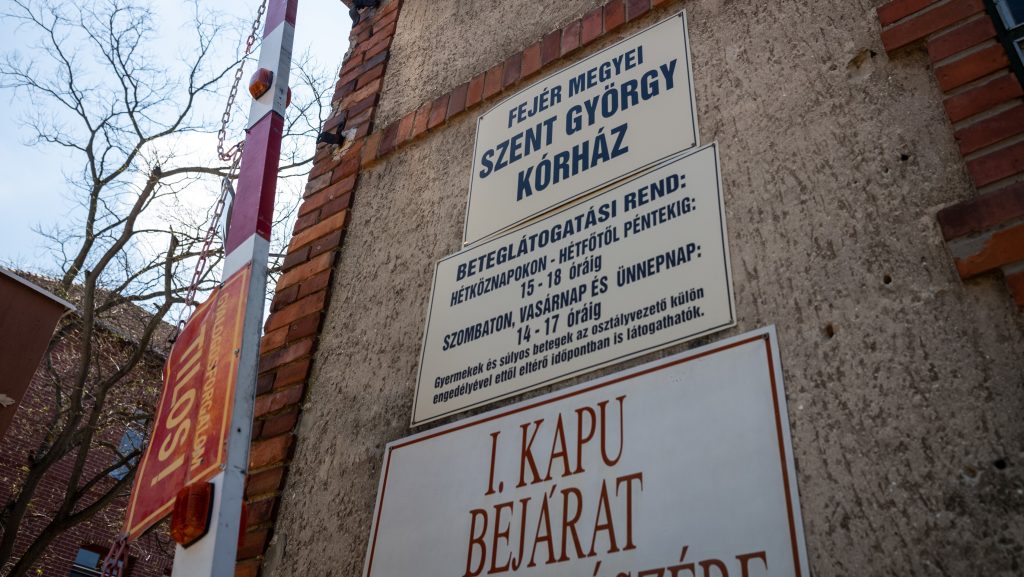 FEJÉR MEGYEI
SZENT GYÖRGY
KÓRHÁZ
BETEGLÁTOGATÁSI REND:
HÉTKÖZNAPOKON - HÉTFŐTŐL PÉNTEKIG:
15 - 18 óráig
SZOMBATON, VASÁRNAP ÉS ÜNNEPNAP:
14 - 17 óráig
Gyermekek és súlyos betegek az osztályvezető külön
engedélyével ettől eltérő időpontban is látogathatók.
I. KAPU
BEJÁRAT
TILOS!